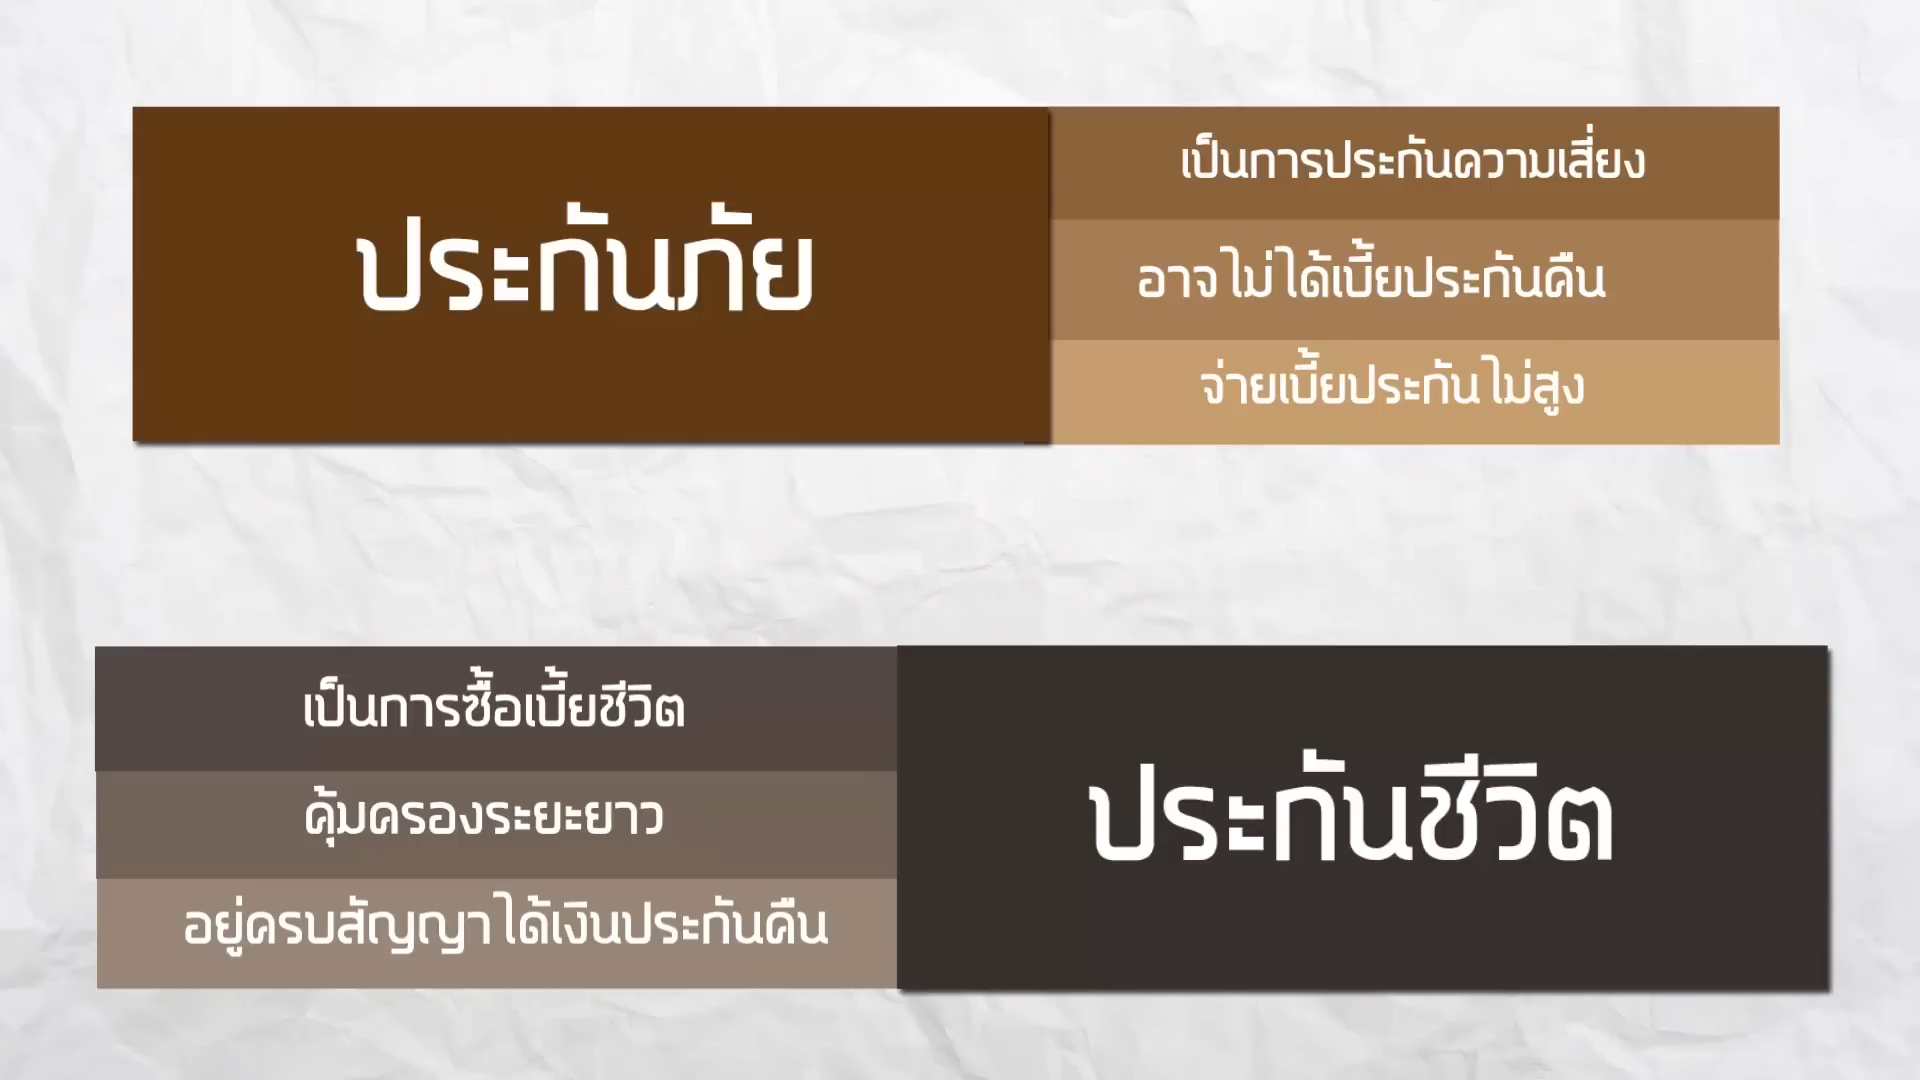 ประกันภัย
เป็นการประกันความเสี่ยง
อาจไม่ได้เบี้ยประกันคืน
จ่ายเบี้ยประกันไม่สูง
เป็นการซื้อเบี้ยชีวิต
คุ้มครองระยะยาว
อยู่ครบสัญญาได้เงินประกันคืน
ประกันชีวิต